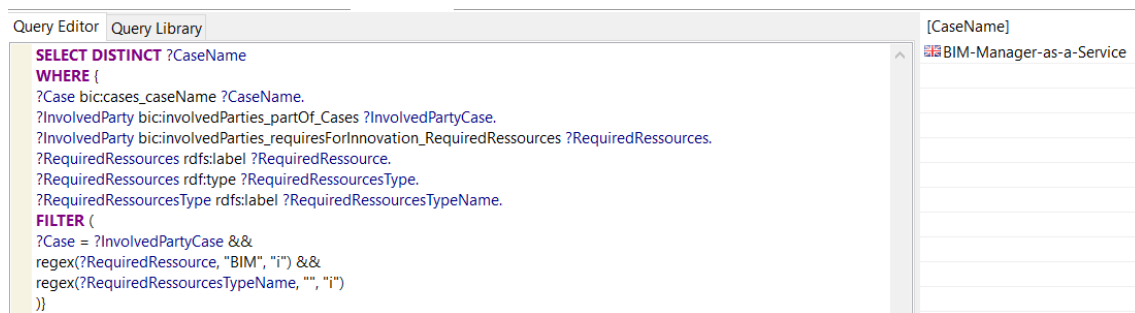 Query Editor Query Library
SELECT DISTINCT ?CaseName
WHERE {
?Case bic:cases_caseName ?CaseName.
?InvolvedParty bic:involvedParties_partOf_Cases ?InvolvedPartyCase.
?InvolvedParty bic:involvedParties_requiresForInnovation_RequiredRessources ?RequiredRessources.
?RequiredRessources rdfs:label ?RequiredRessource.
?RequiredRessources rdf:type ?RequiredRessourcesType.
?RequiredRessourcesType rdfs:label ?RequiredRessourcesTypeName.
FILTER (
?Case = ?InvolvedPartyCase &&
regex(?RequiredRessource, "BIM", "i") &&
regex(?RequiredRessourcesTypeName, "", "i")
)}
[CaseName]
BIM-Manager-as-a-Service